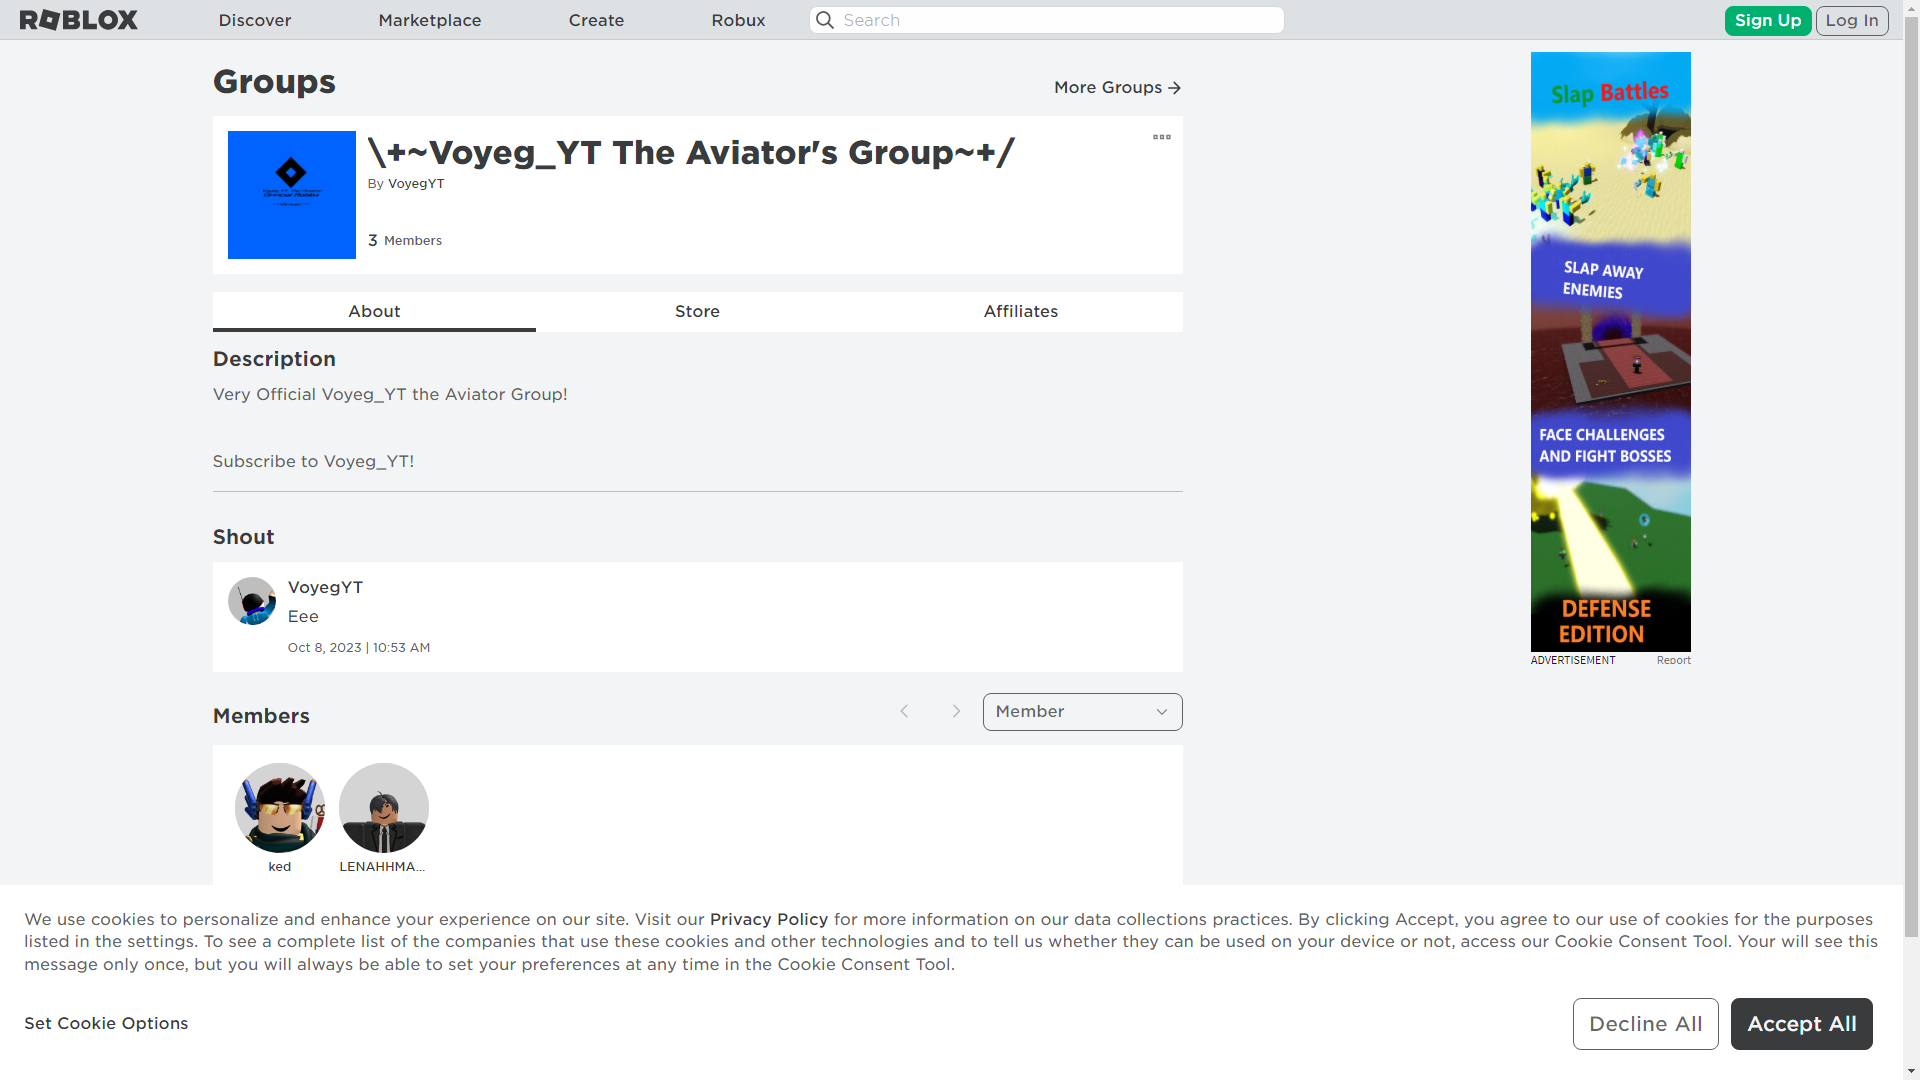 ROBLOX
Discover
Marketplace
Create
Robux
Search
Sign Up
Log In
Groups
More Groups
\+~Voyeg_YT The Aviator's Group~+/
By VoyegYT
3 Members
About
Store
Affiliates
Description
Very Official Voyeg_YT the Aviator Group!
Subscribe to Voyeg_YT!
Shout
VoyegYT
Eee
Oct 8, 2023 | 10:53 AM
Members
Member
ked
LENAHHMA...
Slap Battles
SLAP AWAY
ENEMIES
FACE CHALLENGES
AND FIGHT BOSSES
DEFENSE
EDITION
ADVERTISEMENT
Report
We use cookies to personalize and enhance your experience on our site. Visit our Privacy Policy for more information on our data collections practices. By clicking Accept, you agree to our use of cookies for the purposes
listed in the settings. To see a complete list of the companies that use these cookies and other technologies and to tell us whether they can be used on your device or not, access our Cookie Consent Tool. Your will see this
message only once, but you will always be able to set your preferences at any time in the Cookie Consent Tool.
Set Cookie Options
Decline All
Accept All